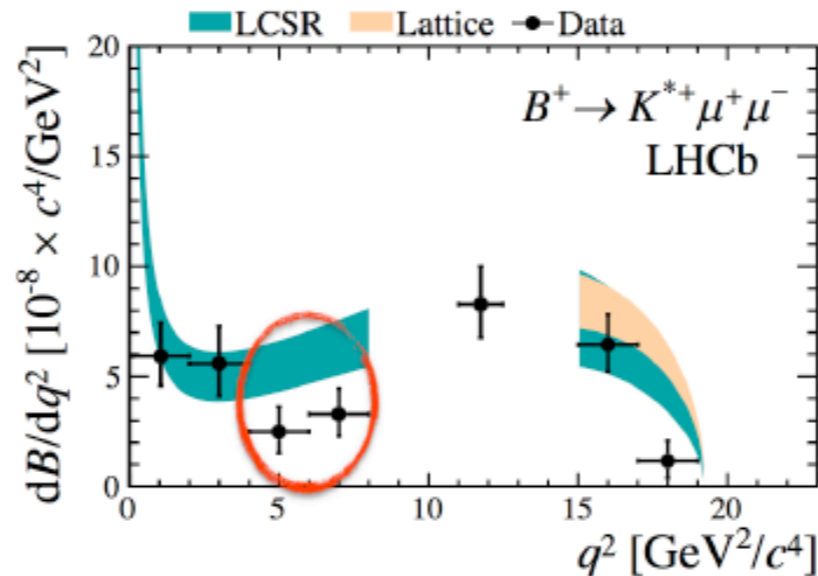 LCSR Lattice Data
B⁺ → K*⁺ μ⁺ μ⁻
LHCb
dB/dq² [10⁻⁸ × c⁴/GeV²]
20
15
10
5
0
0 5 10 15 20
q² [GeV²/c⁴]